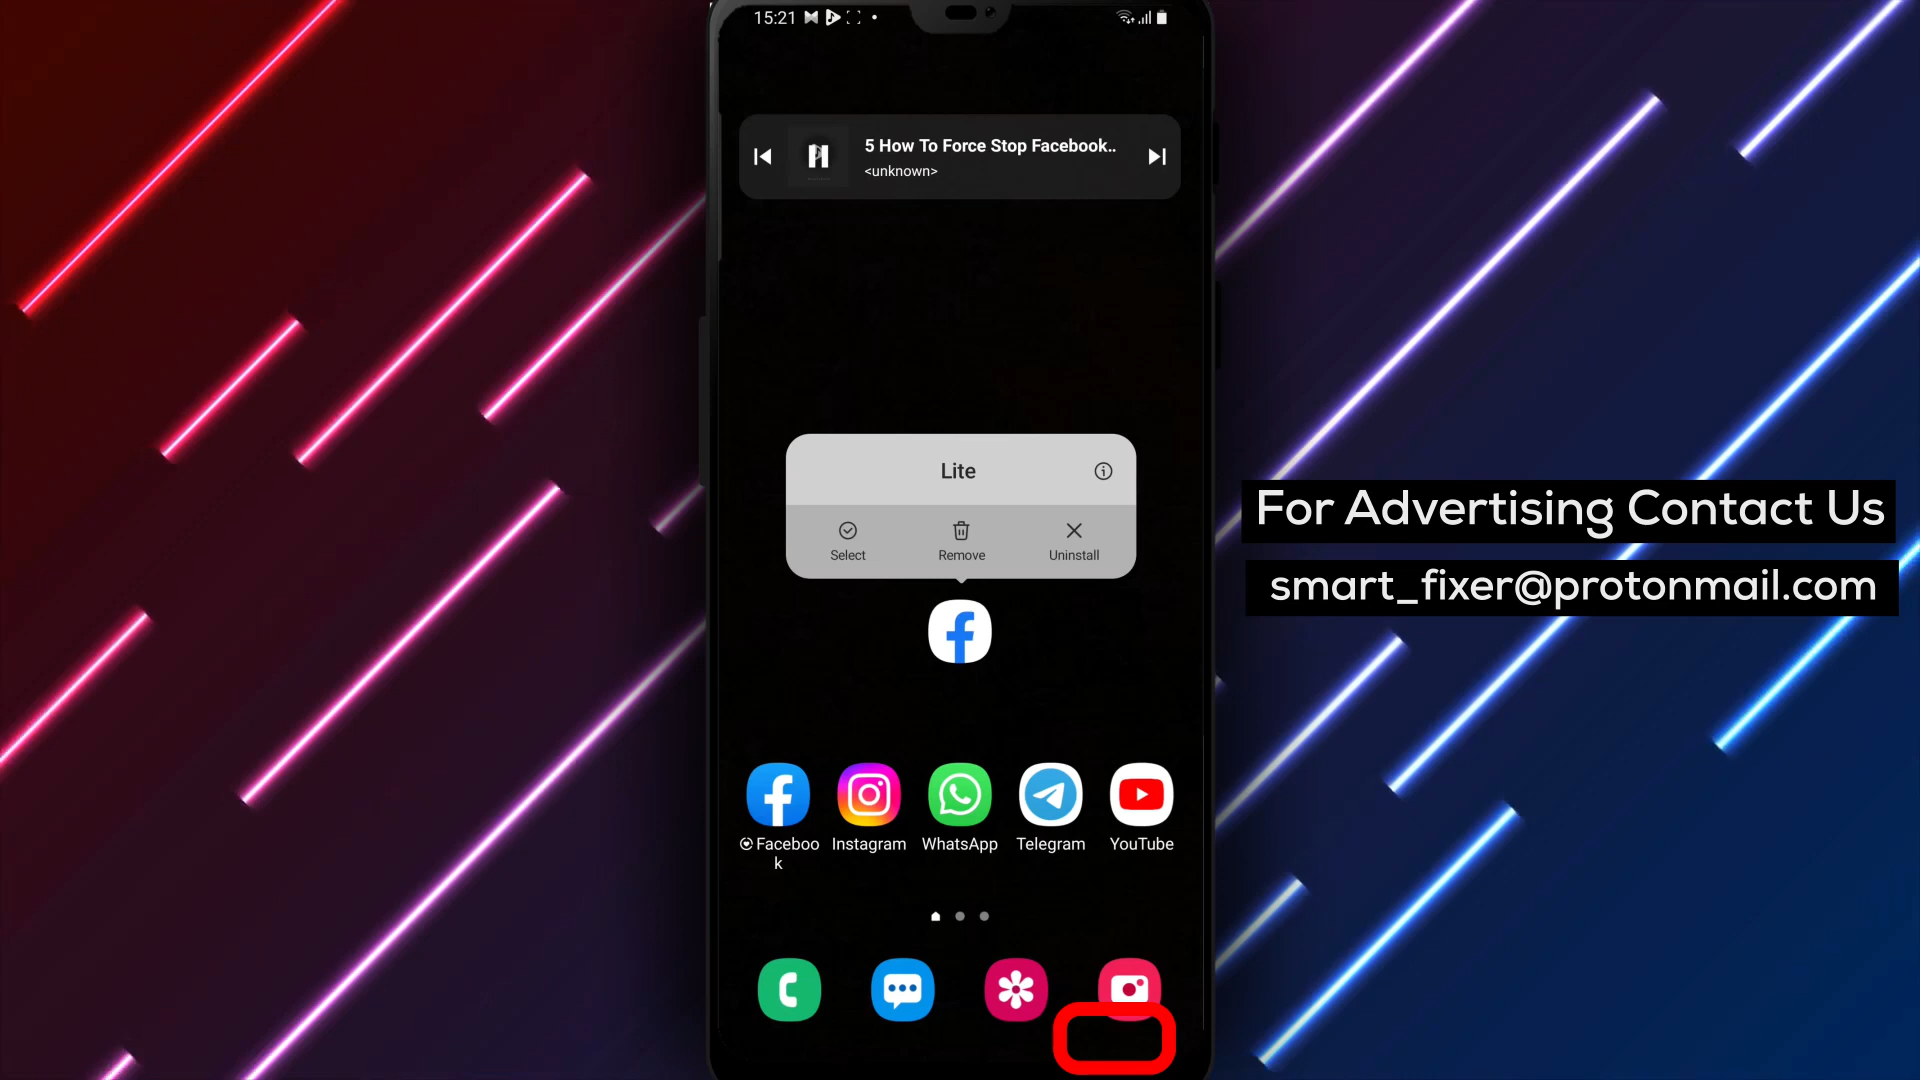 15:21
5 How To Force Stop Facebook..
<unknown>
Lite
Select Remove Uninstall
For Advertising Contact Us
smart_fixer@protonmail.com
Faceboo
k
Instagram
WhatsApp
Telegram
YouTube